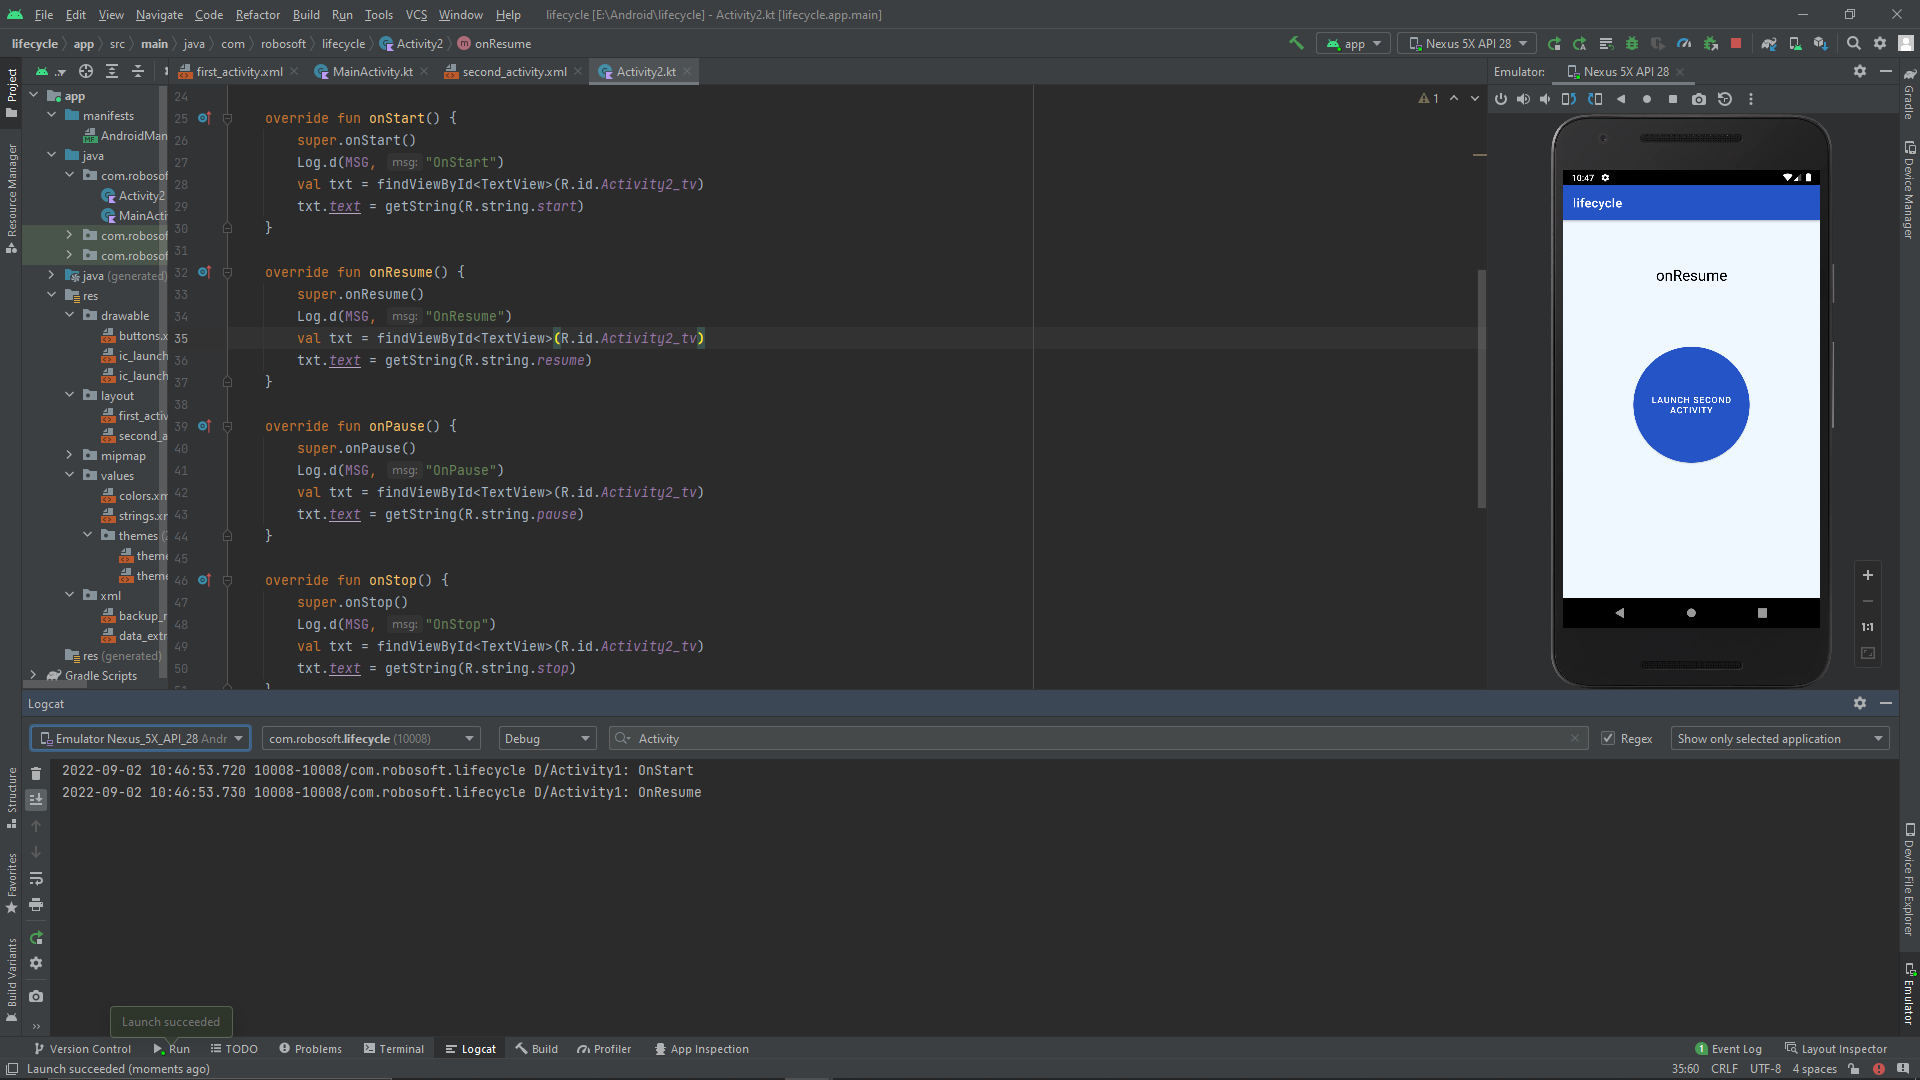 File Edit View Navigate Code Refactor Build Run Tools VCS Window Help lifecycle [E:\Android\lifecycle] - Activity2.kt [lifecycle.app.main]
lifecycle app src main java com robosoft lifecycle Activity2 onResume app Nexus 5X API 28
first_activity.xml MainActivity.kt second_activity.xml Activity2.kt
Emulator: Nexus 5X API 28
Project
Resource Manager
Structure
Favorites
Build Variants
app
manifests
AndroidMan
java
com.robosof
Activity2
MainActi
com.robosof
com.robosof
java (generated)
res
drawable
buttons.x
ic_launch
ic_launch
layout
first_activ
second_a
mipmap
values
colors.xm
strings.xm
themes
theme
theme
xml
backup_r
data_extr
res (generated)
Gradle Scripts
1
24
25 override fun onStart() {
26 super.onStart()
27 Log.d(MSG, msg: "OnStart")
28 val txt = findViewById<TextView>(R.id.Activity2_tv)
29 txt.text = getString(R.string.start)
30 }
31
32 override fun onResume() {
33 super.onResume()
34 Log.d(MSG, msg: "OnResume")
35 val txt = findViewById<TextView>(R.id.Activity2_tv)
36 txt.text = getString(R.string.resume)
37 }
38
39 override fun onPause() {
40 super.onPause()
41 Log.d(MSG, msg: "OnPause")
42 val txt = findViewById<TextView>(R.id.Activity2_tv)
43 txt.text = getString(R.string.pause)
44 }
45
46 override fun onStop() {
47 super.onStop()
48 Log.d(MSG, msg: "OnStop")
49 val txt = findViewById<TextView>(R.id.Activity2_tv)
50 txt.text = getString(R.string.stop)
10:47
lifecycle
onResume
LAUNCH SECOND
ACTIVITY
1:1
Gradle
Device Manager
Device File Explorer
Emulator
Logcat
Emulator Nexus_5X_API_28 Andr com.robosoft.lifecycle (10008) Debug Activity Regex Show only selected application
2022-09-02 10:46:53.720 10008-10008/com.robosoft.lifecycle D/Activity1: OnStart
2022-09-02 10:46:53.730 10008-10008/com.robosoft.lifecycle D/Activity1: OnResume
Launch succeeded
Version Control Run TODO Problems Terminal Logcat Build Profiler App Inspection 1 Event Log Layout Inspector
Launch succeeded (moments ago) 35:60 CRLF UTF-8 4 spaces